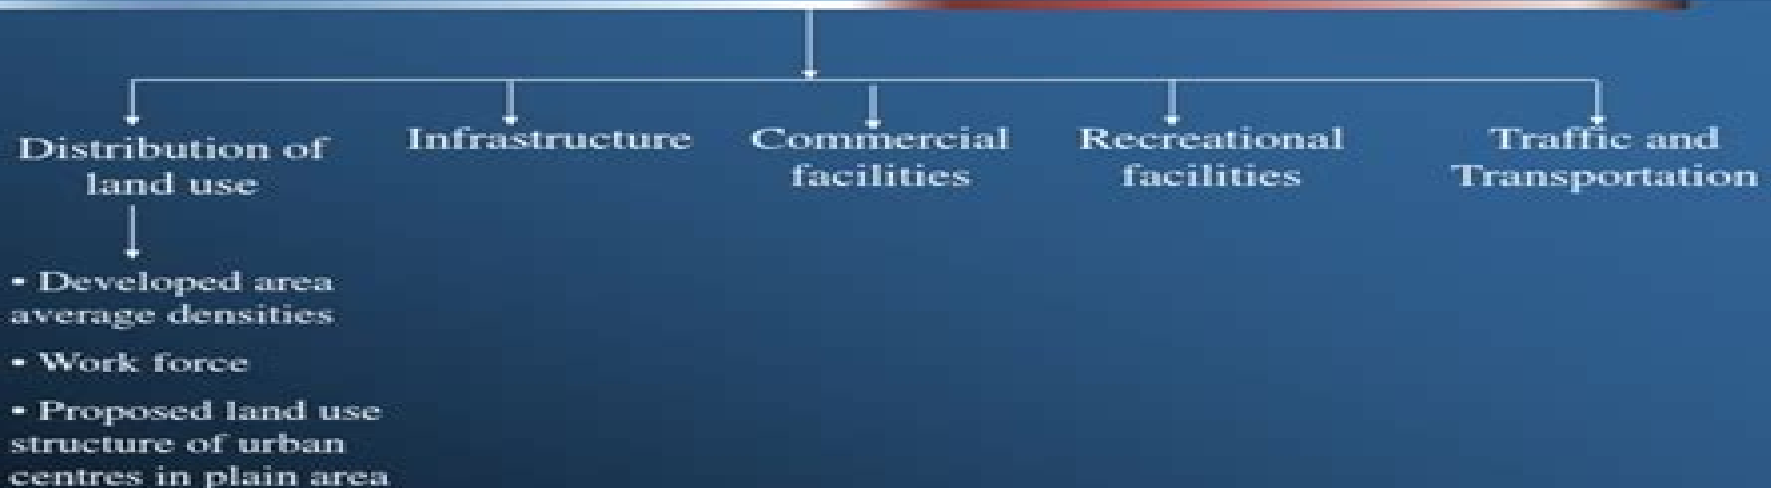 Distribution of
land use
Infrastructure
Commercial
facilities
Recreational
facilities
Traffic and
Transportation
• Developed area
average densities
• Work force
• Proposed land use
structure of urban
centres in plain area